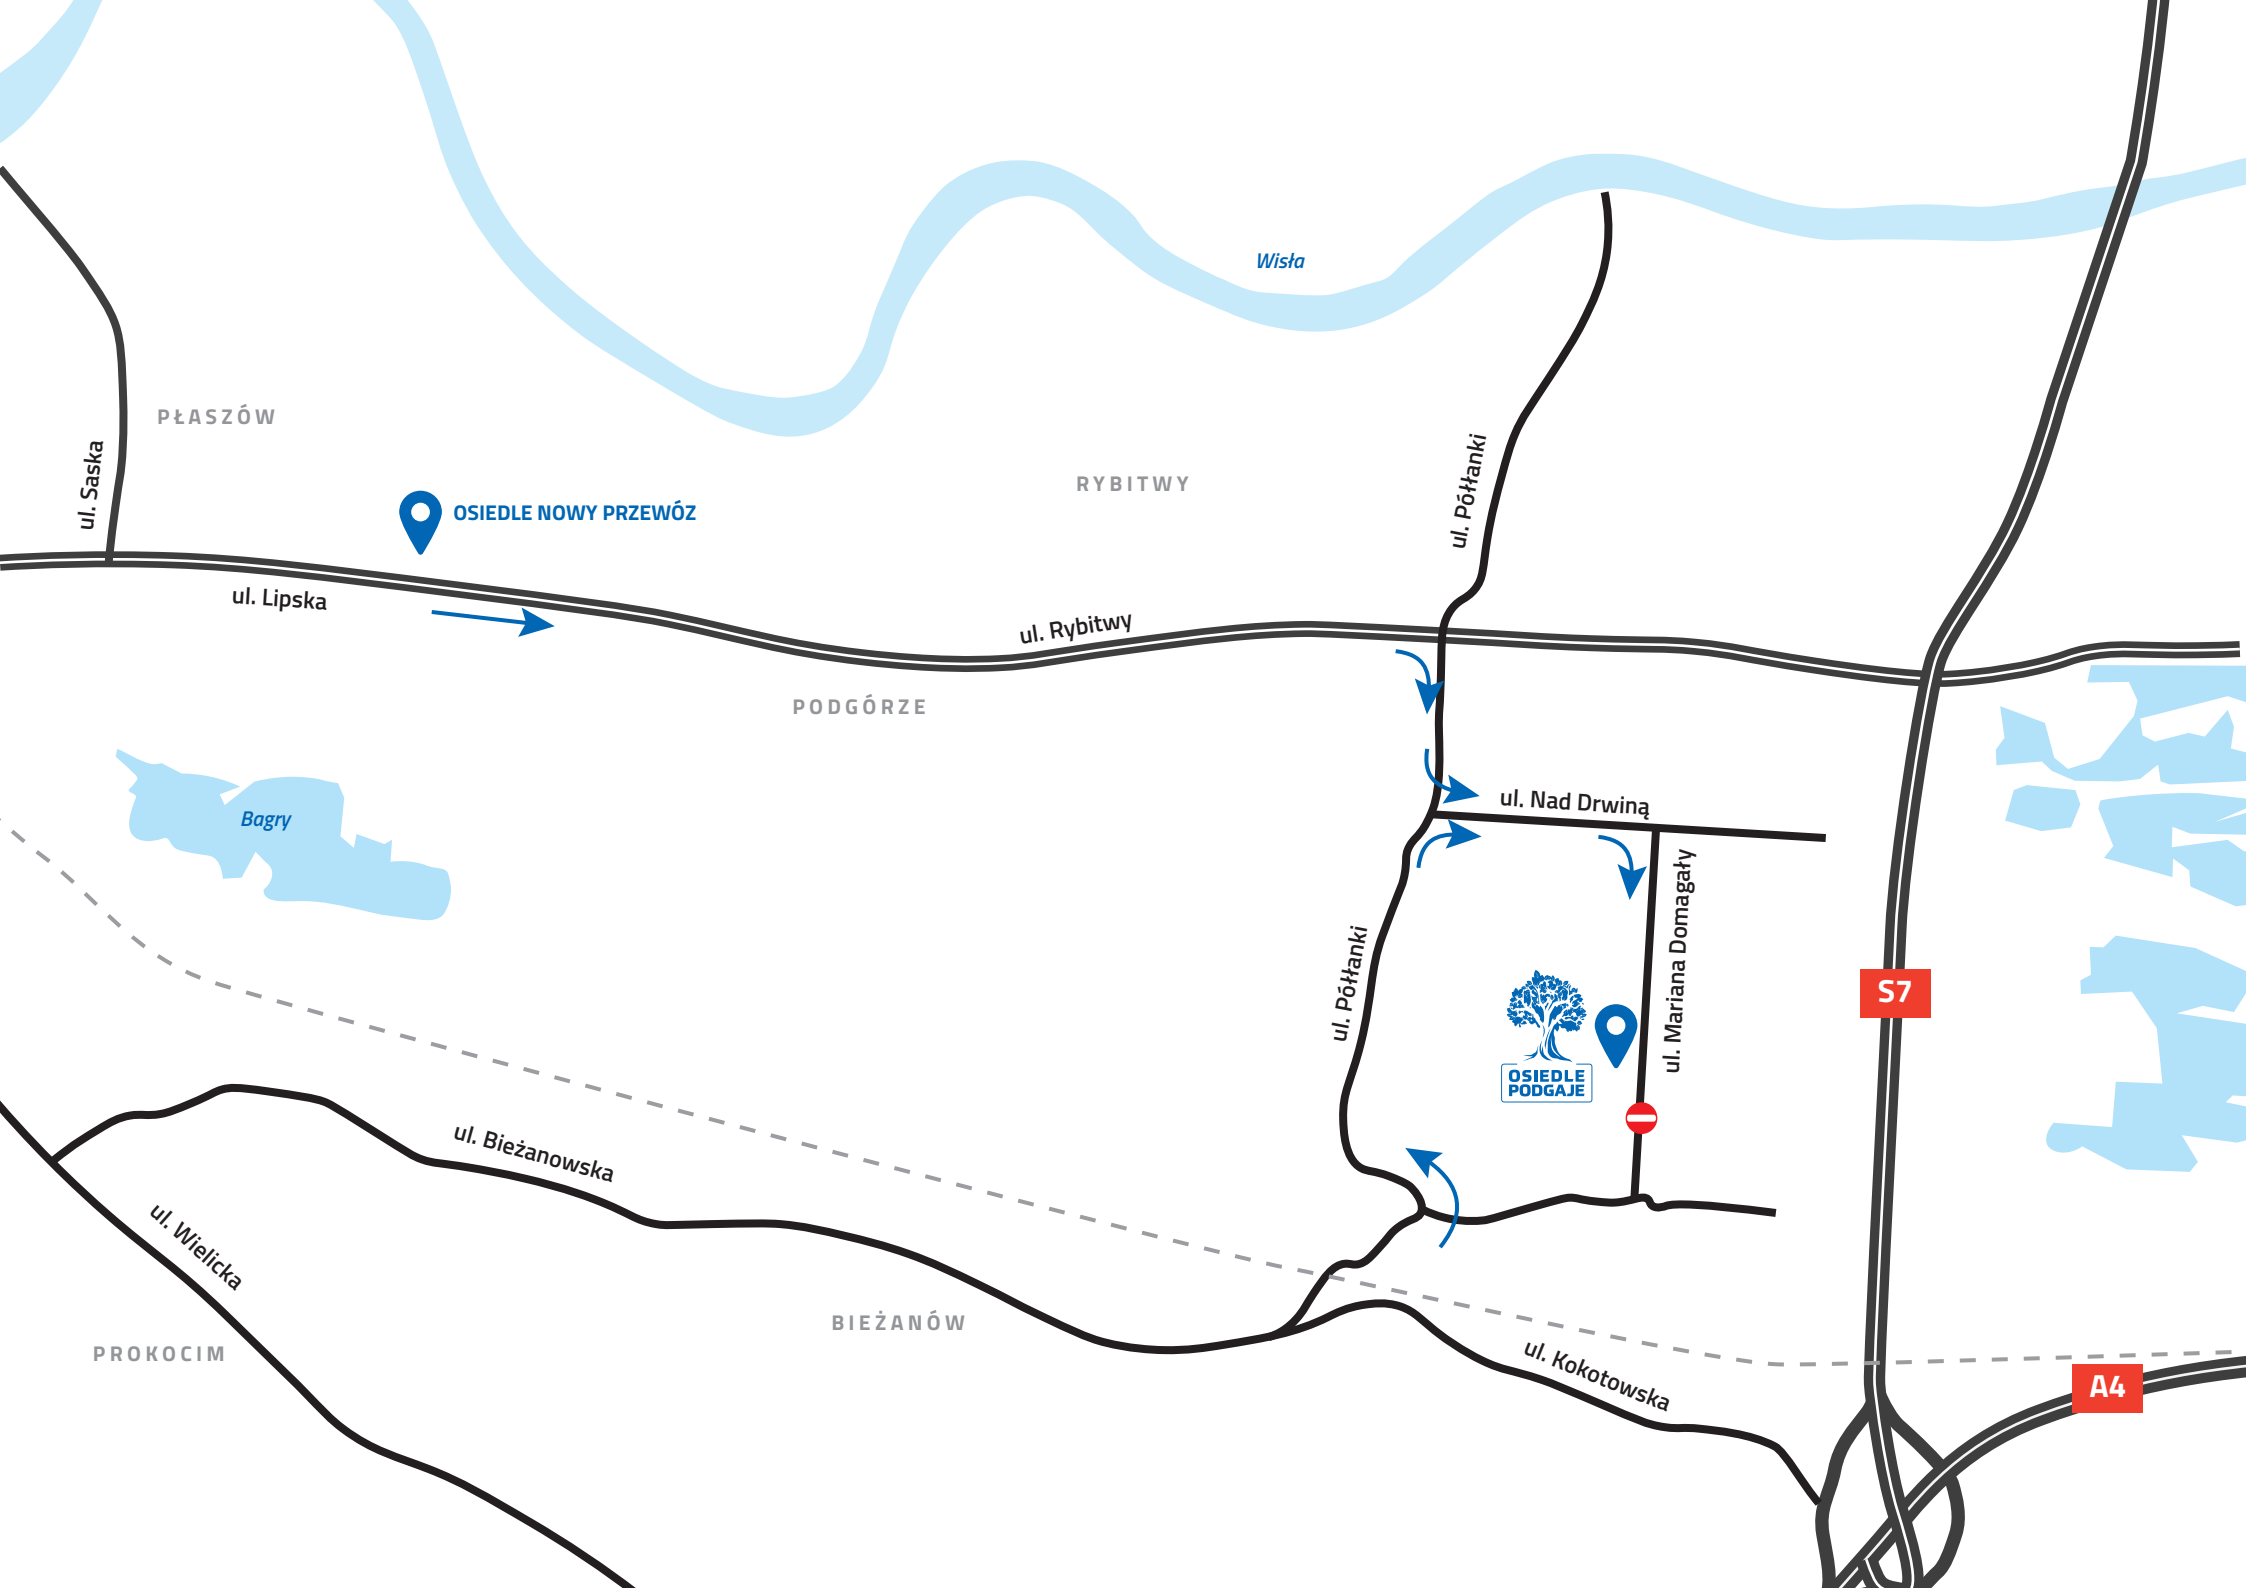 Wisła
PŁASZÓW
ul. Saska
OSIEDLE NOWY PRZEWÓZ
RYBITWY
ul. Półłanki
ul. Lipska
ul. Rybitwy
PODGÓRZE
Bagry
ul. Nad Drwiną
ul. Mariana Domagały
ul. Półłanki
S7
OSIEDLE
PODGAJE
ul. Bieżanowska
ul. Wielicka
BIEŻANÓW
PROKOCIM
ul. Kokotowska
A4